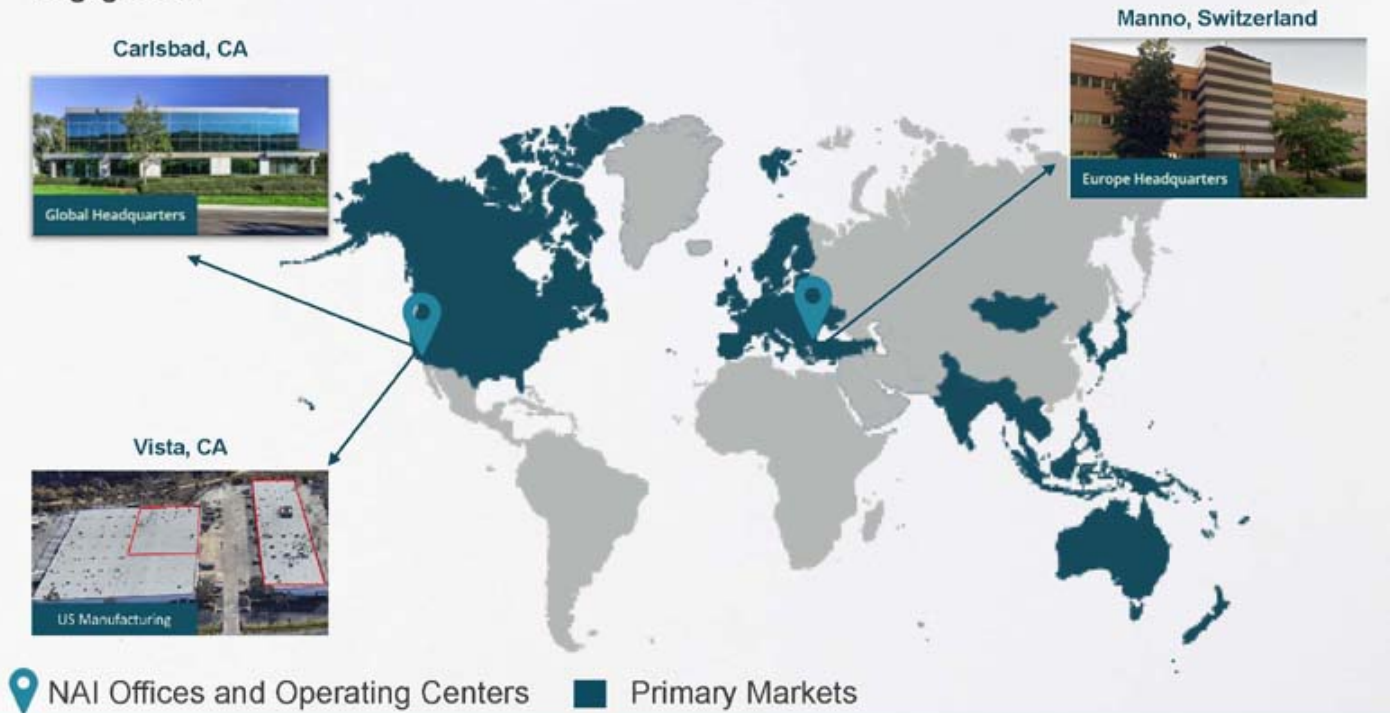 Carlsbad, CA
Global Headquarters
Manno, Switzerland
Europe Headquarters
Vista, CA
US Manufacturing
NAI Offices and Operating Centers
Primary Markets